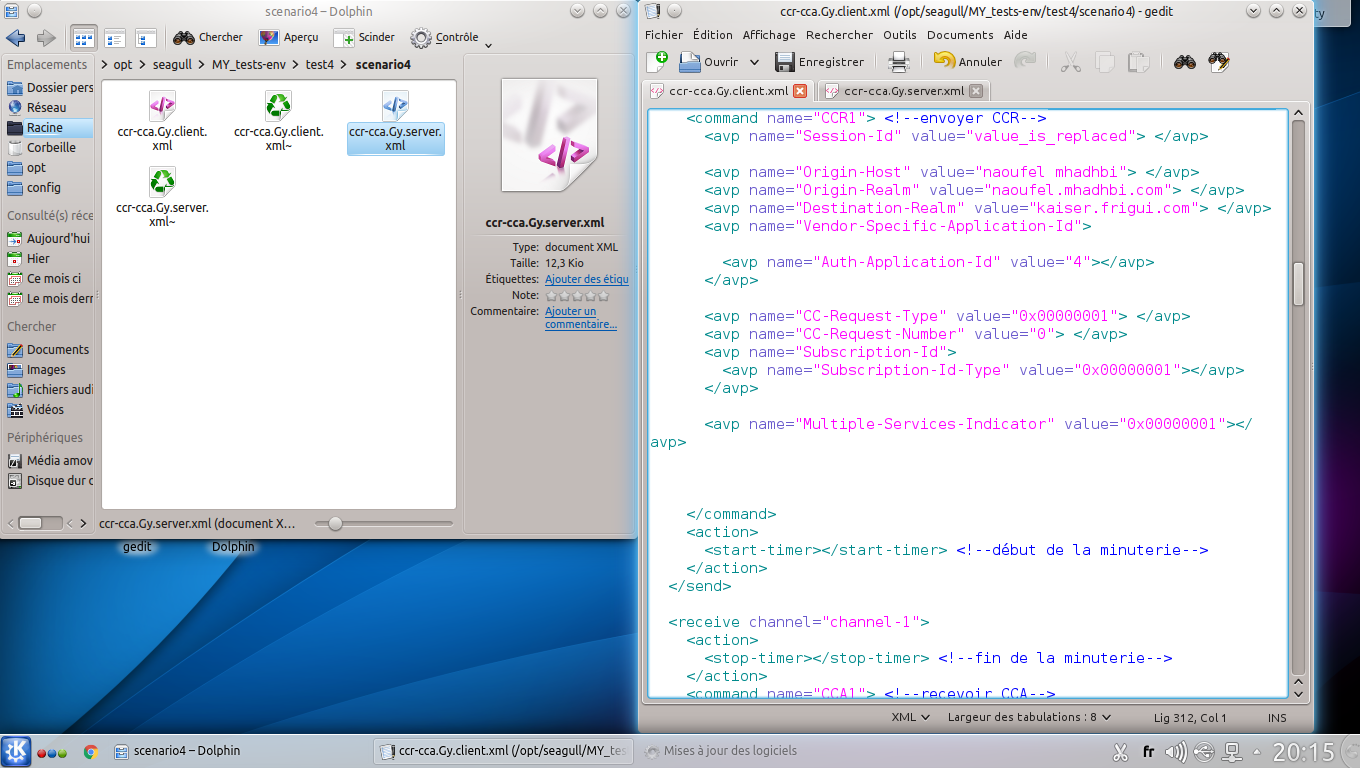 scenario4 – Dolphin
Chercher
Aperçu
Scinder
Contrôle
Emplacements
> opt > seagull > MY_tests-env > test4 > scenario4
Dossier pers
Réseau
Racine
Corbeille
opt
config
Consulté(s) réce
Aujourd'hui
Hier
Ce mois ci
Le mois derr
Chercher
Documents
Images
Fichiers audi
Vidéos
Périphériques
Média amov
Disque dur d
ccr-cca.Gy.client.
xml
ccr-cca.Gy.client.
xml~
ccr-cca.Gy.server.
xml
ccr-cca.Gy.server.
xml~
ccr-cca.Gy.server.xml
Type: document XML
Taille: 12,3 Kio
Étiquettes: Ajouter des étiqu
Note:
Commentaire: Ajouter un
commentaire...
ccr-cca.Gy.server.xml (document X...
gedit
Dolphin
ccr-cca.Gy.client.xml (/opt/seagull/MY_tests-env/test4/scenario4) - gedit
Fichier Édition Affichage Rechercher Outils Documents Aide
Ouvrir
Enregistrer
Annuler
ccr-cca.Gy.client.xml
ccr-cca.Gy.server.xml
<command name="CCR1"> <!--envoyer CCR-->
<avp name="Session-Id" value="value_is_replaced"> </avp>
<avp name="Origin-Host" value="naoufel mhadhbi"> </avp>
<avp name="Origin-Realm" value="naoufel.mhadhbi.com"> </avp>
<avp name="Destination-Realm" value="kaiser.frigui.com"> </avp>
<avp name="Vendor-Specific-Application-Id">
<avp name="Auth-Application-Id" value="4"></avp>
</avp>
<avp name="CC-Request-Type" value="0x00000001"> </avp>
<avp name="CC-Request-Number" value="0"> </avp>
<avp name="Subscription-Id">
<avp name="Subscription-Id-Type" value="0x00000001"></avp>
</avp>
<avp name="Multiple-Services-Indicator" value="0x00000001"></
avp>
</command>
<action>
<start-timer></start-timer> <!--début de la minuterie-->
</action>
</send>
<receive channel="channel-1">
<action>
<stop-timer></stop-timer> <!--fin de la minuterie-->
</action>
<command name="CCA1"> <!--recevoir CCA-->
XML
Largeur des tabulations : 8
Lig 312, Col 1
INS
ty
scenario4 – Dolphin
ccr-cca.Gy.client.xml (/opt/seagull/MY_tes
Mises à jour des logiciels
fr
20:15